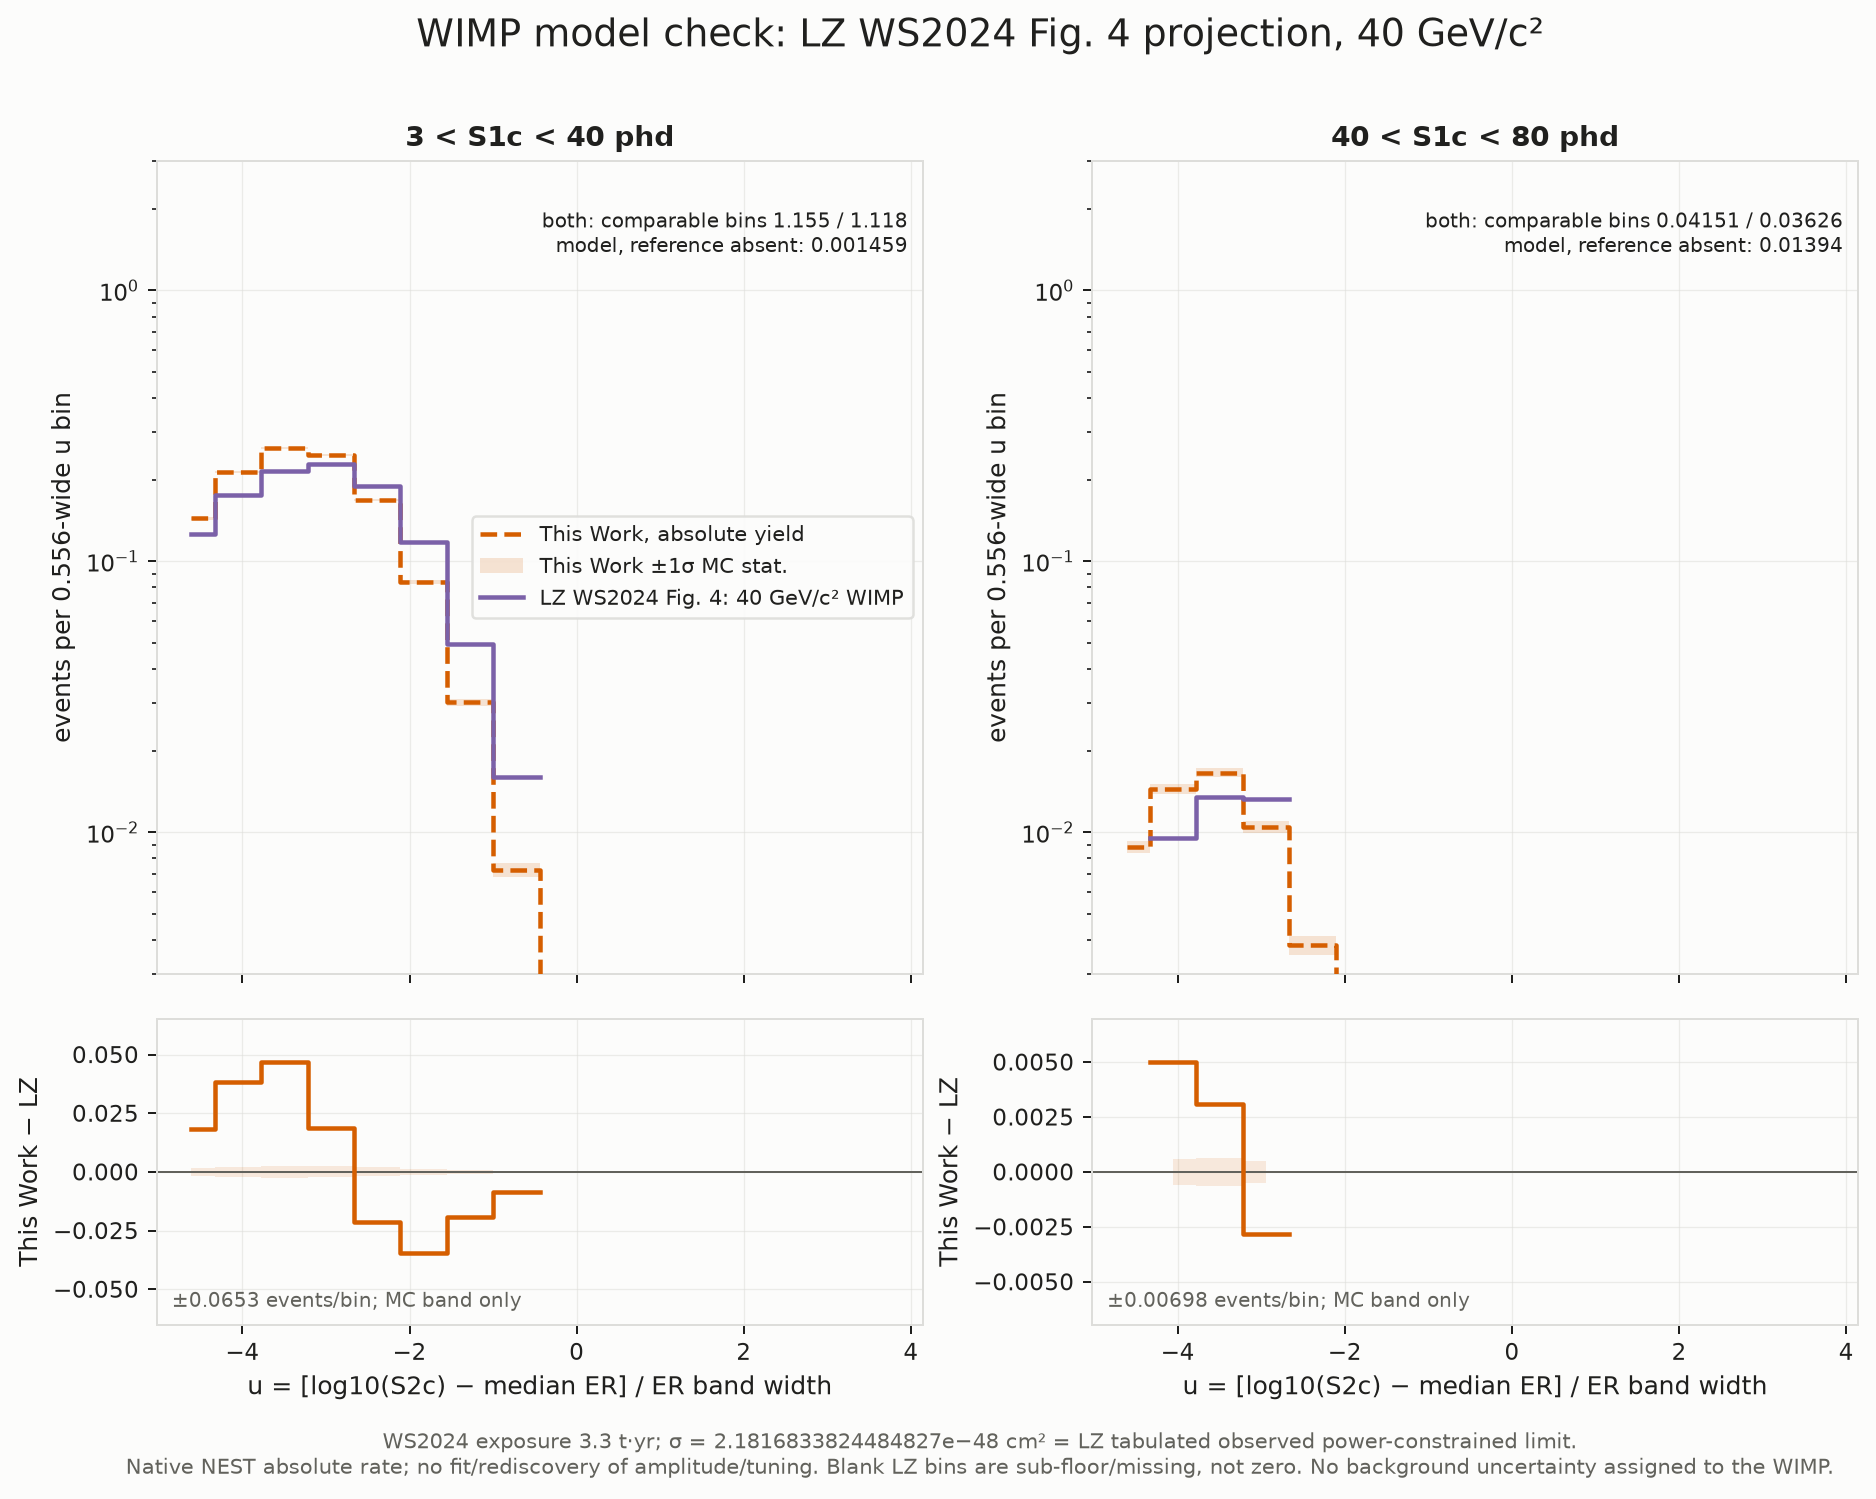 WIMP model check: LZ WS2024 Fig. 4 projection, 40 GeV/c²
3 < S1c < 40 phd
both: comparable bins 1.155 / 1.118
model, reference absent: 0.001459
10⁰
10⁻¹
10⁻²
events per 0.556-wide u bin
This Work, absolute yield
This Work ±1σ MC stat.
LZ WS2024 Fig. 4: 40 GeV/c² WIMP
40 < S1c < 80 phd
both: comparable bins 0.04151 / 0.03626
model, reference absent: 0.01394
10⁰
10⁻¹
10⁻²
events per 0.556-wide u bin
0.050
0.025
0.000
−0.025
−0.050
This Work − LZ
±0.0653 events/bin; MC band only
−4
−2
0
2
4
u = [log10(S2c) − median ER] / ER band width
0.0050
0.0025
0.0000
−0.0025
−0.0050
This Work − LZ
±0.00698 events/bin; MC band only
−4
−2
0
2
4
u = [log10(S2c) − median ER] / ER band width
WS2024 exposure 3.3 t·yr; σ = 2.1816833824484827e−48 cm² = LZ tabulated observed power-constrained limit.
Native NEST absolute rate; no fit/rediscovery of amplitude/tuning. Blank LZ bins are sub-floor/missing, not zero. No background uncertainty assigned to the WIMP.